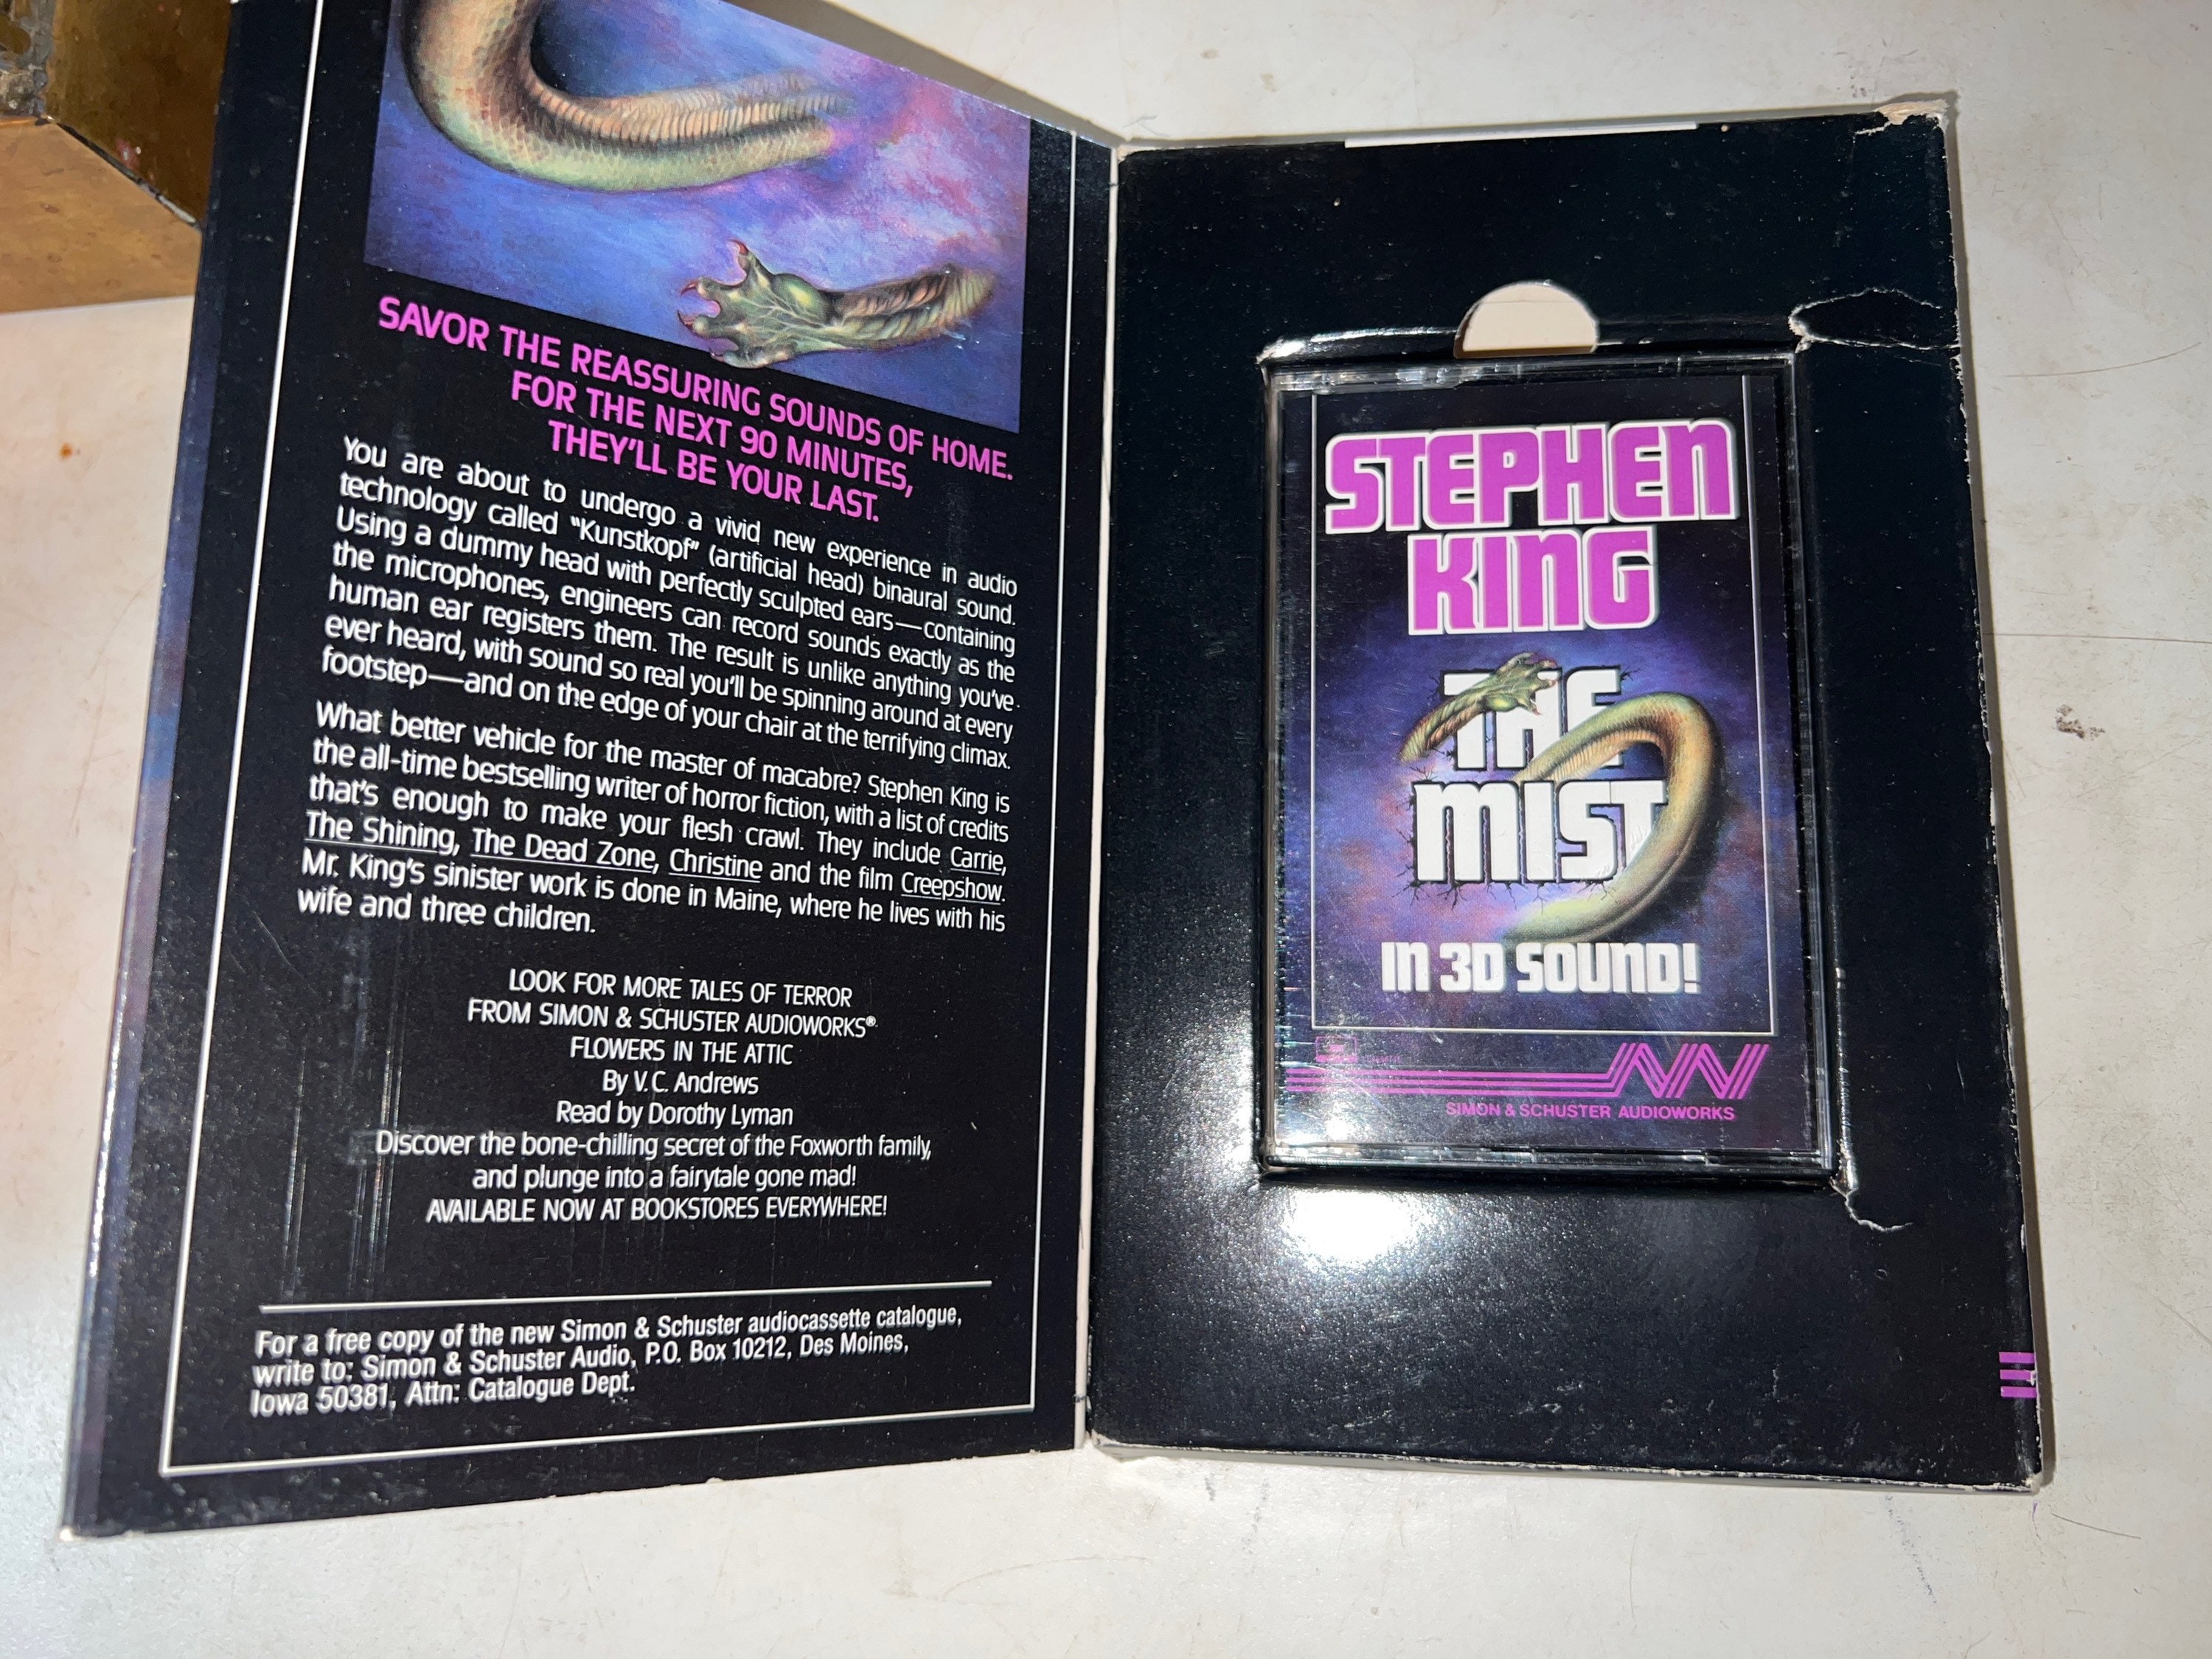 SAVOR THE REASSURING SOUNDS OF HOME.
FOR THE NEXT 90 MINUTES,
THEY'LL BE YOUR LAST.
You are about to undergo a vivid new experience in audio
technology called "Kunstkopf" (artificial head) binaural sound.
Using a dummy head with perfectly sculpted ears—containing
the microphones, engineers can record sounds exactly as the
human ear registers them. The result is unlike anything you've
ever heard, with sound so real you'll be spinning around at every
footstep—and on the edge of your chair at the terrifying climax.
What better vehicle for the master of macabre? Stephen King is
the all-time bestselling writer of horror fiction, with a list of credits
that's enough to make your flesh crawl. They include Carrie,
The Shining, The Dead Zone, Christine and the film Creepshow.
Mr. King's sinister work is done in Maine, where he lives with his
wife and three children.
LOOK FOR MORE TALES OF TERROR
FROM SIMON & SCHUSTER AUDIOWORKS®
FLOWERS IN THE ATTIC
By V. C. Andrews
Read by Dorothy Lyman
Discover the bone-chilling secret of the Foxworth family,
and plunge into a fairytale gone mad!
AVAILABLE NOW AT BOOKSTORES EVERYWHERE!
For a free copy of the new Simon & Schuster audiocassette catalogue,
write to: Simon & Schuster Audio, P.O. Box 10212, Des Moines,
Iowa 50381, Attn: Catalogue Dept.
STEPHEN
KING
THE
MIST
IN 3D SOUND!
SIMON & SCHUSTER AUDIOWORKS